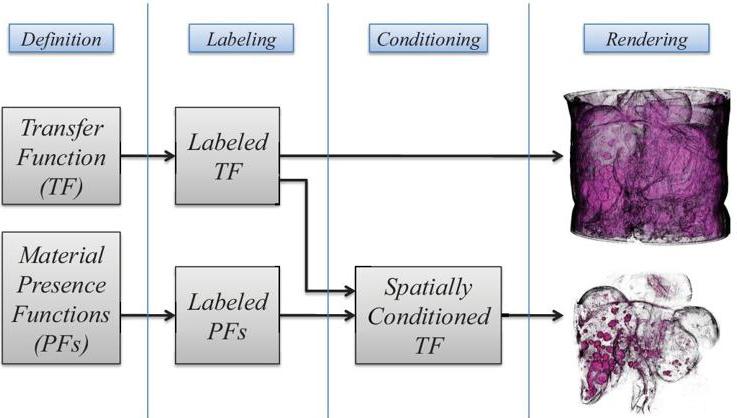 Definition
Labeling
Conditioning
Rendering
Transfer
Function
(TF)
Labeled
TF
Material
Presence
Functions
(PFs)
Labeled
PFs
Spatially
Conditioned
TF